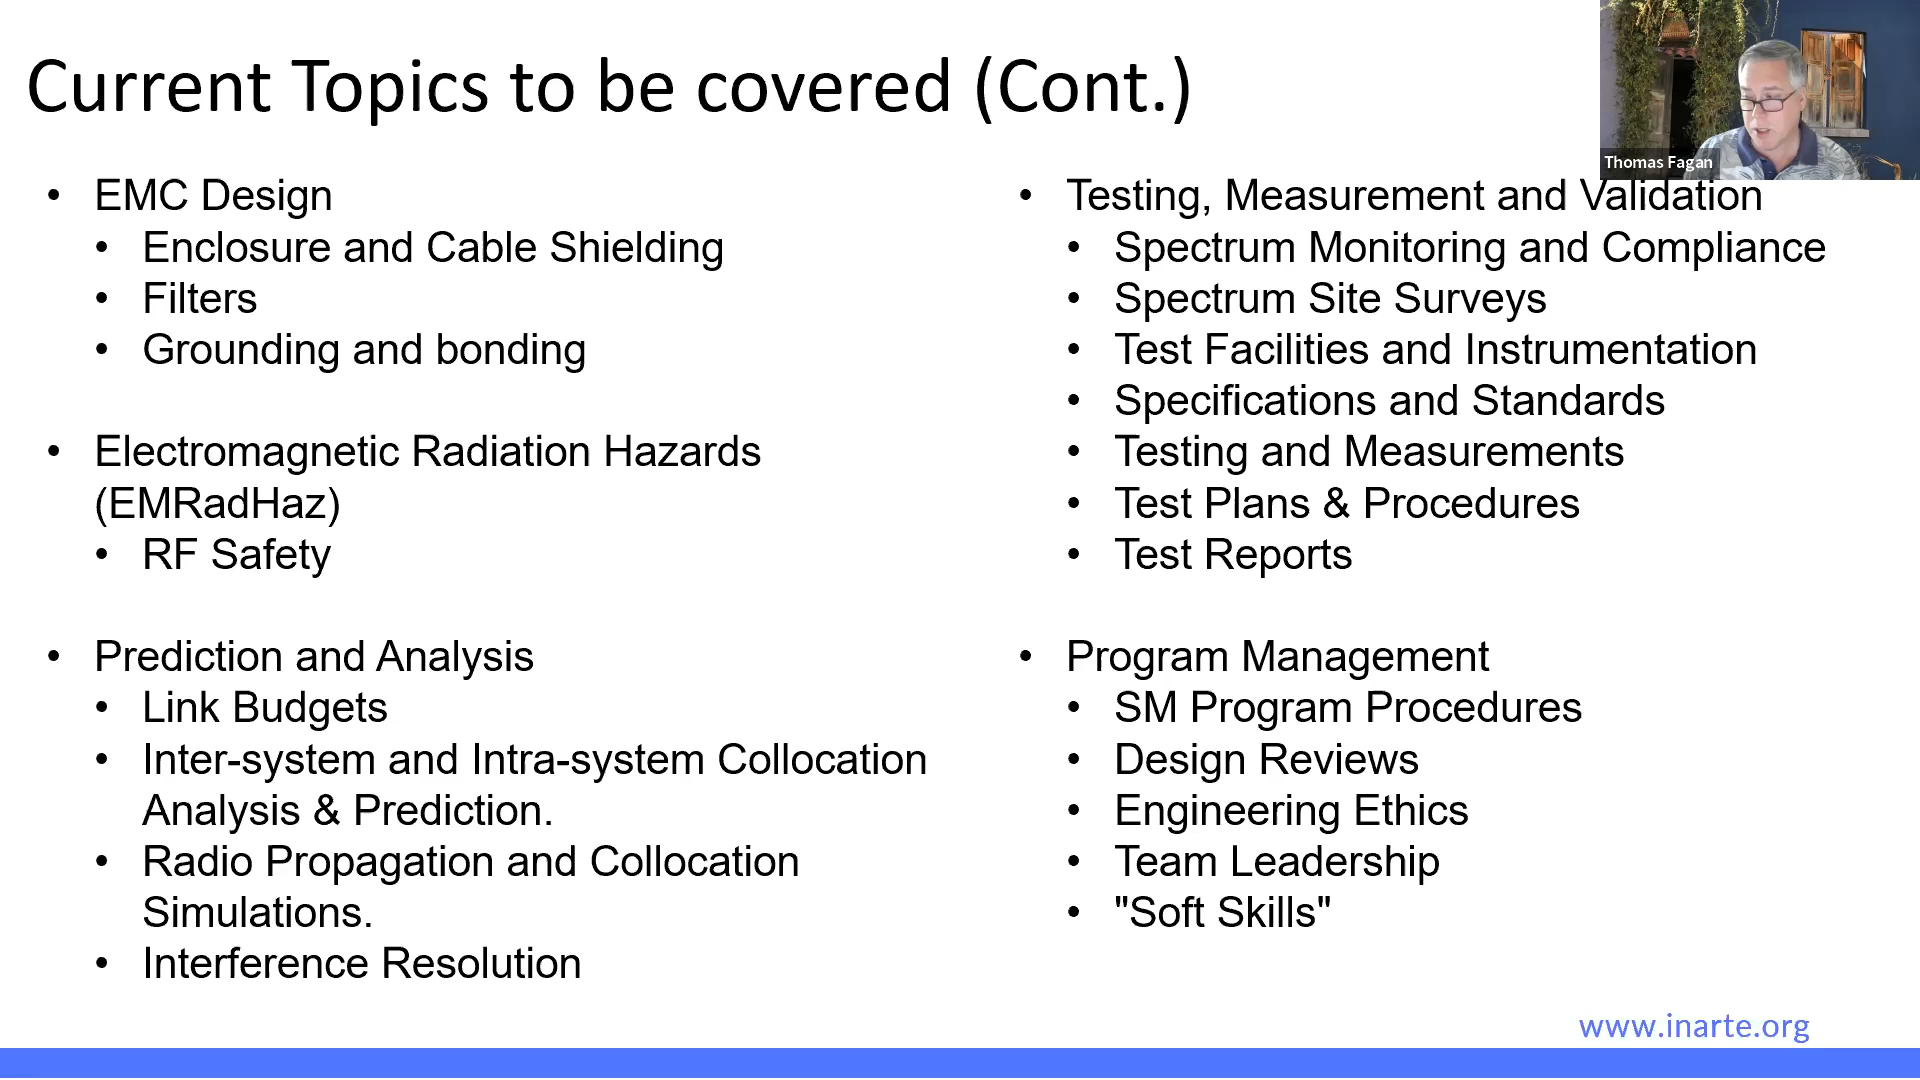 Current Topics to be covered (Cont.)
Thomas Fagan
• EMC Design
• Enclosure and Cable Shielding
• Filters
• Grounding and bonding
• Electromagnetic Radiation Hazards
(EMRadHaz)
• RF Safety
• Prediction and Analysis
• Link Budgets
• Inter-system and Intra-system Collocation
Analysis & Prediction.
• Radio Propagation and Collocation
Simulations.
• Interference Resolution
• Testing, Measurement and Validation
• Spectrum Monitoring and Compliance
• Spectrum Site Surveys
• Test Facilities and Instrumentation
• Specifications and Standards
• Testing and Measurements
• Test Plans & Procedures
• Test Reports
• Program Management
• SM Program Procedures
• Design Reviews
• Engineering Ethics
• Team Leadership
• "Soft Skills"
www.inarte.org